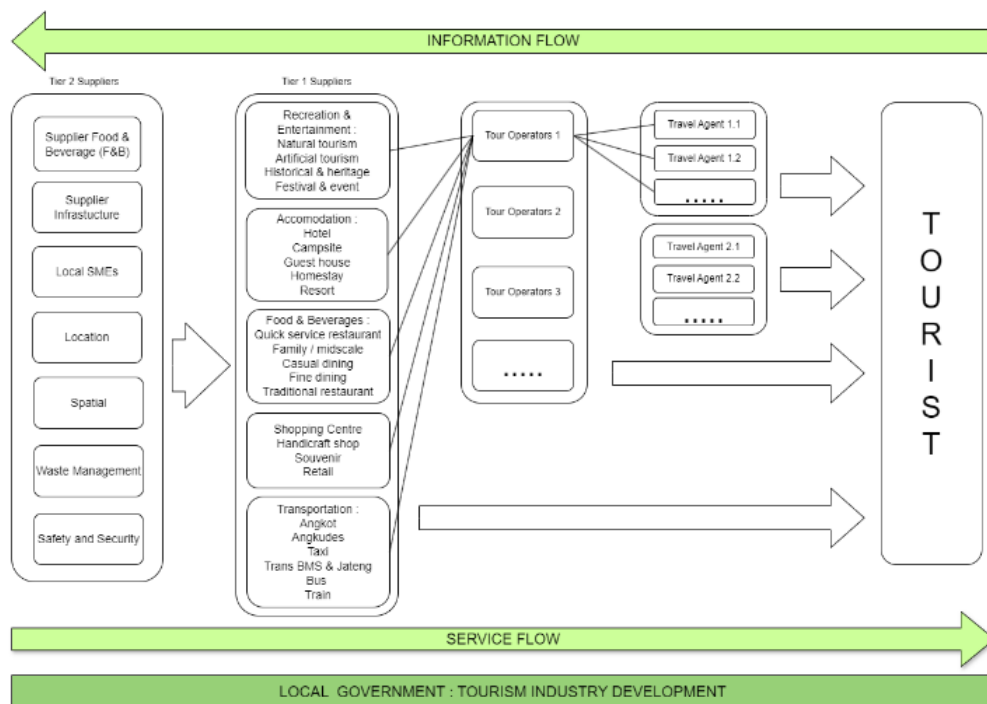 INFORMATION FLOW
Tier 2 Suppliers
Supplier Food &
Beverage (F&B)
Supplier
Infrastucture
Local SMEs
Location
Spatial
Waste Management
Safety and Security
Tier 1 Suppliers
Recreation &
Entertainment :
Natural tourism
Artificial tourism
Historical & heritage
Festival & event
Accomodation :
Hotel
Campsite
Guest house
Homestay
Resort
Food & Beverages :
Quick service restaurant
Family / midscale
Casual dining
Fine dining
Traditional restaurant
Shopping Centre
Handicraft shop
Souvenir
Retail
Transportation :
Angkot
Angkudes
Taxi
Trans BMS & Jateng
Bus
Train
Tour Operators 1
Tour Operators 2
Tour Operators 3
.....
Travel Agent 1.1
Travel Agent 1.2
.....
Travel Agent 2.1
Travel Agent 2.2
.....
TOURIST
SERVICE FLOW
LOCAL GOVERNMENT : TOURISM INDUSTRY DEVELOPMENT